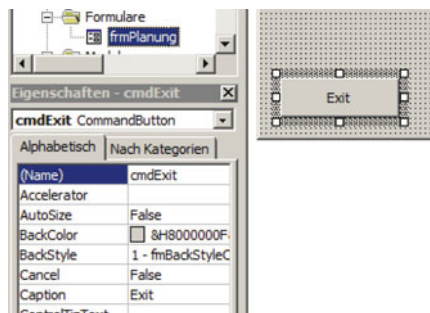 Formulare
frmPlanung
Eigenschaften - cmdExit
cmdExit CommandButton
Alphabetisch Nach Kategorien
(Name) cmdExit
Accelerator
AutoSize False
BackColor &H8000000F
BackStyle 1 - fmBackStyleO
Cancel False
Caption Exit
ControlTipText
Exit